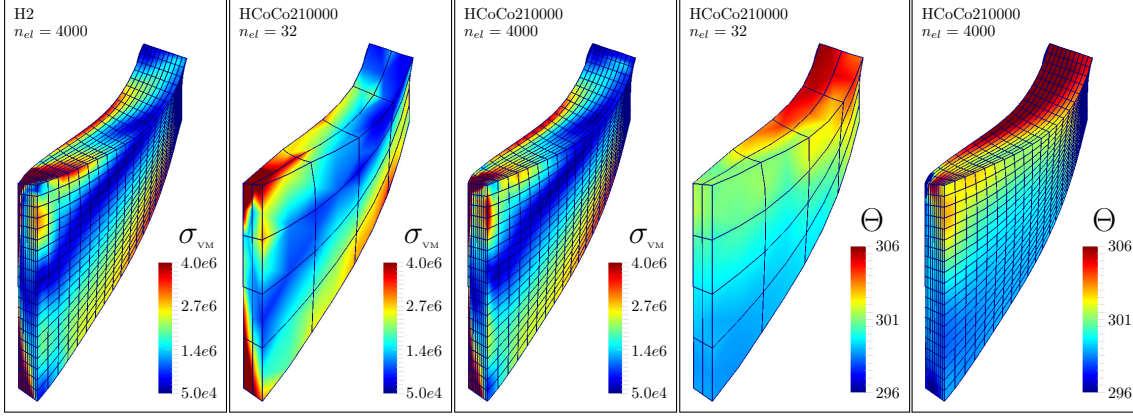 H2
n_el = 4000
σ_VM
4.0e6
2.7e6
1.4e6
5.0e4
HCoCo210000
n_el = 32
σ_VM
4.0e6
2.7e6
1.4e6
5.0e4
HCoCo210000
n_el = 4000
σ_VM
4.0e6
2.7e6
1.4e6
5.0e4
HCoCo210000
n_el = 32
Θ
306
301
296
HCoCo210000
n_el = 4000
Θ
306
301
296